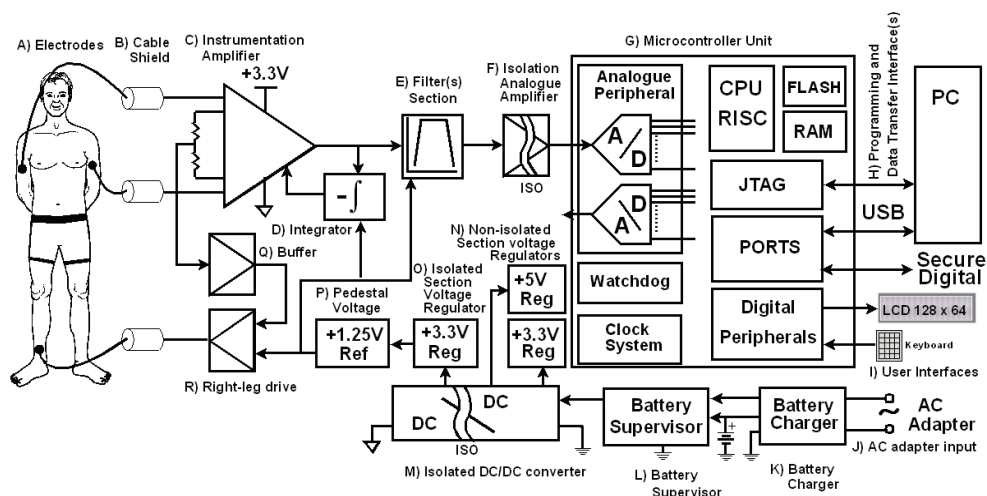 A) Electrodes
B) Cable
Shield
C) Instrumentation
Amplifier
+3.3V
D) Integrator
-∫
E) Filter(s)
Section
F) Isolation
Analogue
Amplifier
ISO
G) Microcontroller Unit
Analogue
Peripheral
A/D
D/A
CPU
RISC
FLASH
RAM
JTAG
PORTS
Watchdog
Clock
System
Digital
Peripherals
H) Programming and
Data Transfer Interface(s)
PC
USB
Secure
Digital
LCD 128 x 64
Keyboard
I) User Interfaces
AC
Adapter
~
J) AC adapter input
Battery
Charger
K) Battery
Charger
+
Battery
Supervisor
L) Battery
Supervisor
DC
DC
ISO
M) Isolated DC/DC converter
N) Non-isolated
Section voltage
Regulators
+5V
Reg
+3.3V
Reg
O) Isolated
Section
Voltage
Regulator
+3.3V
Reg
P) Pedestal
Voltage
+1.25V
Ref
Q) Buffer
R) Right-leg drive